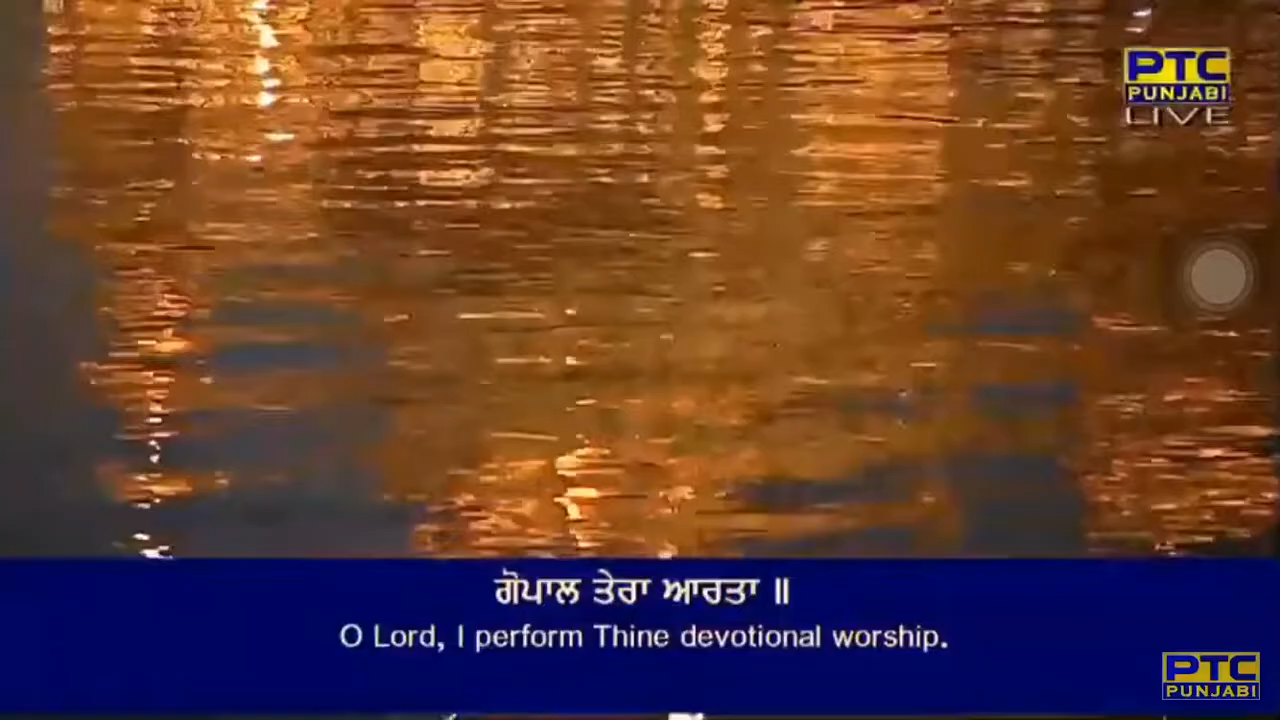 PTC
PUNJABI
LIVE
ਗੋਪਾਲ ਤੇਰਾ ਆਰਤਾ ॥
O Lord, I perform Thine devotional worship.
PTC
PUNJABI